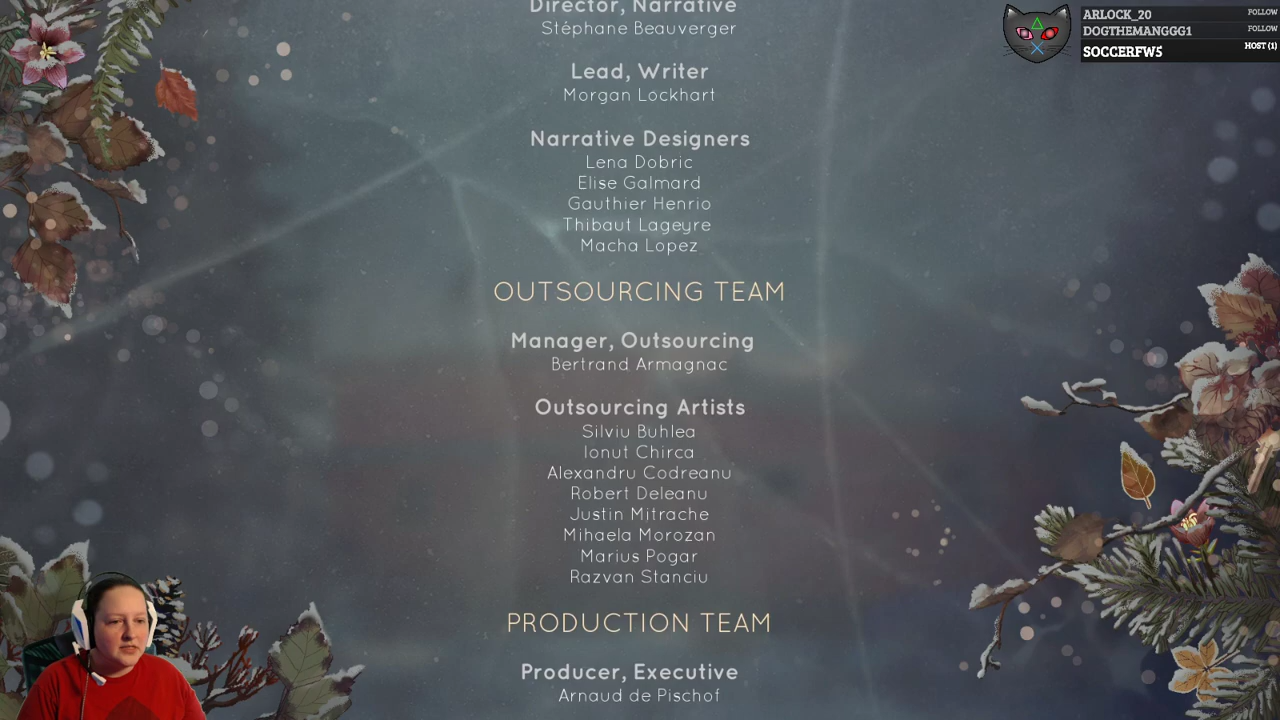 Director, Narrative
Stéphane Beauverger
Lead, Writer
Morgan Lockhart
Narrative Designers
Lena Dobric
Elise Galmard
Gauthier Henrio
Thibaut Lageyre
Macha Lopez
OUTSOURCING TEAM
Manager, Outsourcing
Bertrand Armagnac
Outsourcing Artists
Silviu Buhlea
Ionut Chirca
Alexandru Codreanu
Robert Deleanu
Justin Mitrache
Mihaela Morozan
Marius Pogar
Razvan Stanciu
PRODUCTION TEAM
Producer, Executive
Arnaud de Pischof
ARLOCK_20 FOLLOW
DOGTHEMANGGG1 FOLLOW
SOCCERFW5 HOST (1)